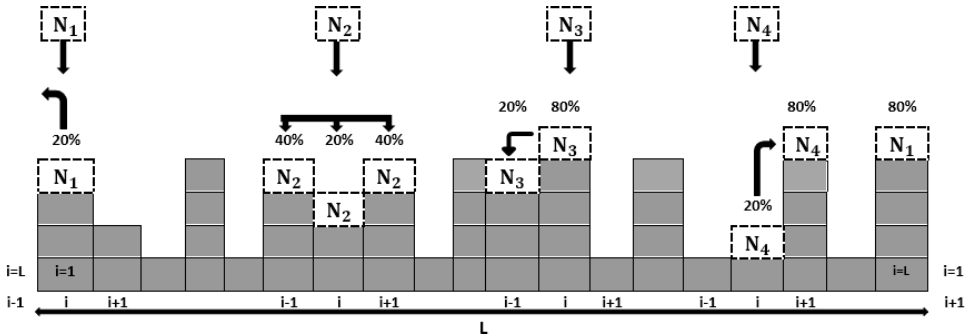 N₁ N₂ N₃ N₄
20% 80% 80% 80%
20% 40% 20% 40% N₃ N₄ N₁
N₁ N₂ N₂ N₃ 20%
N₂ N₄
i=L i=1 i=L i=1
i-1 i i+1 i-1 i i+1 i-1 i i+1 i-1 i i+1 i+1
L